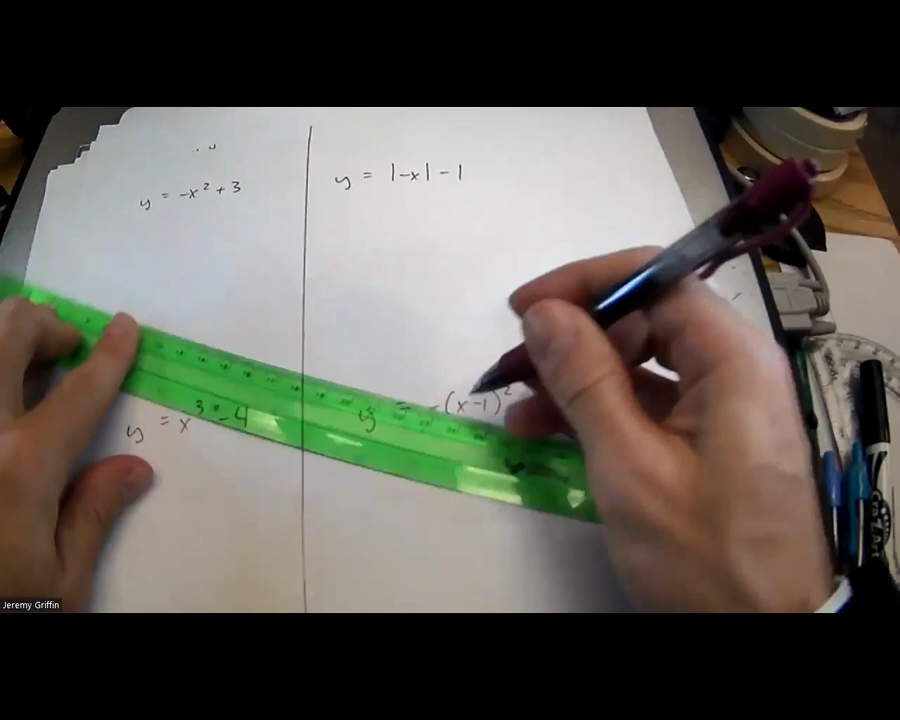 y = -x² + 3
y = |-x| - 1
y = x³ - 4
y = -(x-1)²
Jeremy Griffin